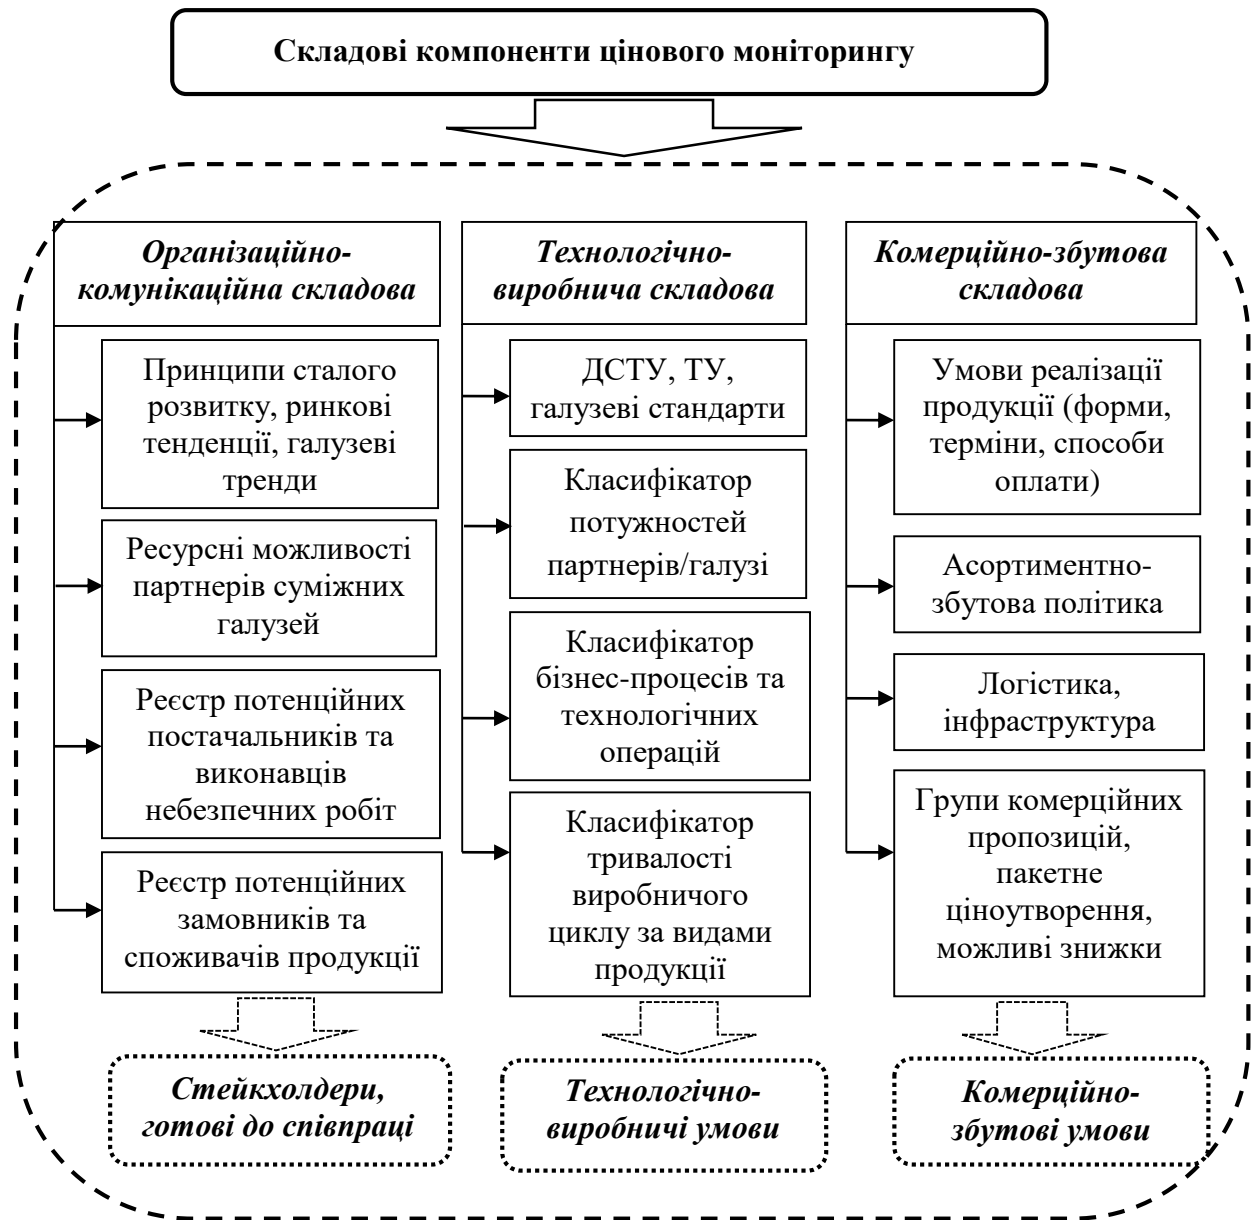 Складові компоненти цінового моніторингу
Організаційно-
комунікаційна складова
Принципи сталого
розвитку, ринкові
тенденції, галузеві
тренди
Ресурсні можливості
партнерів суміжних
галузей
Реєстр потенційних
постачальників та
виконавців
небезпечних робіт
Реєстр потенційних
замовників та
споживачів продукції
Стейкхолдери,
готові до співпраці
Технологічно-
виробнича складова
ДСТУ, ТУ,
галузеві стандарти
Класифікатор
потужностей
партнерів/галузі
Класифікатор
бізнес-процесів та
технологічних
операцій
Класифікатор
тривалості
виробничого
циклу за видами
продукції
Технологічно-
виробничі умови
Комерційно-збутова
складова
Умови реалізації
продукції (форми,
терміни, способи
оплати)
Асортиментно-
збутова політика
Логістика,
інфраструктура
Групи комерційних
пропозицій,
пакетне
ціноутворення,
можливі знижки
Комерційно-
збутові умови